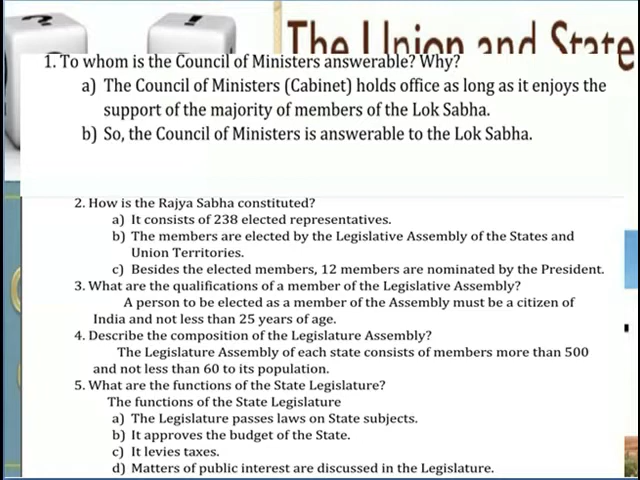 The Union and State
1. To whom is the Council of Ministers answerable? Why?
a) The Council of Ministers (Cabinet) holds office as long as it enjoys the
support of the majority of members of the Lok Sabha.
b) So, the Council of Ministers is answerable to the Lok Sabha.
2. How is the Rajya Sabha constituted?
a) It consists of 238 elected representatives.
b) The members are elected by the Legislative Assembly of the States and
Union Territories.
c) Besides the elected members, 12 members are nominated by the President.
3. What are the qualifications of a member of the Legislative Assembly?
A person to be elected as a member of the Assembly must be a citizen of
India and not less than 25 years of age.
4. Describe the composition of the Legislature Assembly?
The Legislature Assembly of each state consists of members more than 500
and not less than 60 to its population.
5. What are the functions of the State Legislature?
The functions of the State Legislature
a) The Legislature passes laws on State subjects.
b) It approves the budget of the State.
c) It levies taxes.
d) Matters of public interest are discussed in the Legislature.